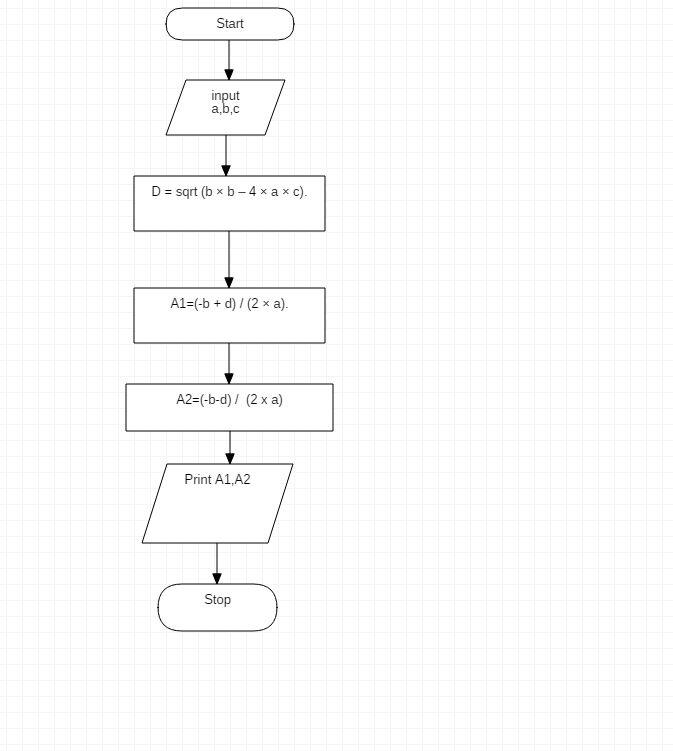 Start
input
a,b,c
D = sqrt (b × b – 4 × a × c).
A1=(-b + d) / (2 × a).
A2=(-b-d) /  (2 x a)
Print A1,A2
Stop